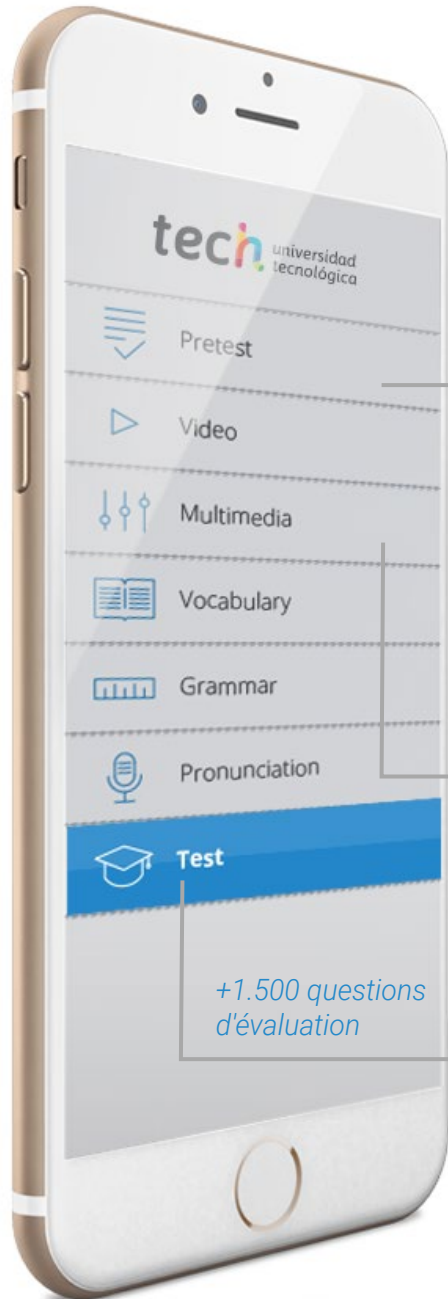 tech universidad
tecnológica
Pretest
Video
Multimedia
Vocabulary
Grammar
Pronunciation
Test
+1.500 questions
d'évaluation